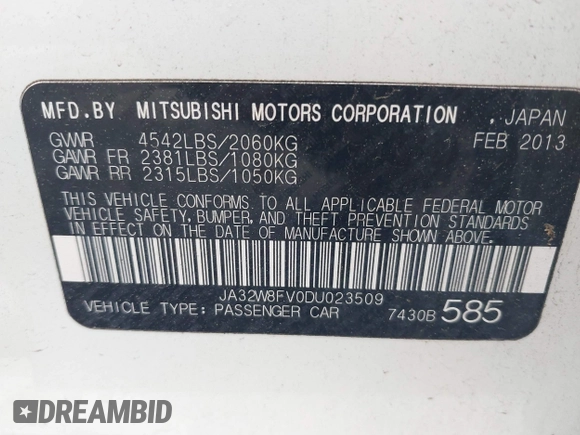 MFD.BY MITSUBISHI MOTORS CORPORATION , JAPAN
GVWR 4542LBS/2060KG FEB 2013
GAWR FR 2381LBS/1080KG
GAWR RR 2315LBS/1050KG
THIS VEHICLE CONFORMS TO ALL APPLICABLE FEDERAL MOTOR
VEHICLE SAFETY, BUMPER, AND THEFT PREVENTION STANDARDS
IN EFFECT ON THE DATE OF MANUFACTURE SHOWN ABOVE.
JA32W8FV0DU023509
VEHICLE TYPE: PASSENGER CAR 7430B 585
DREAMBID